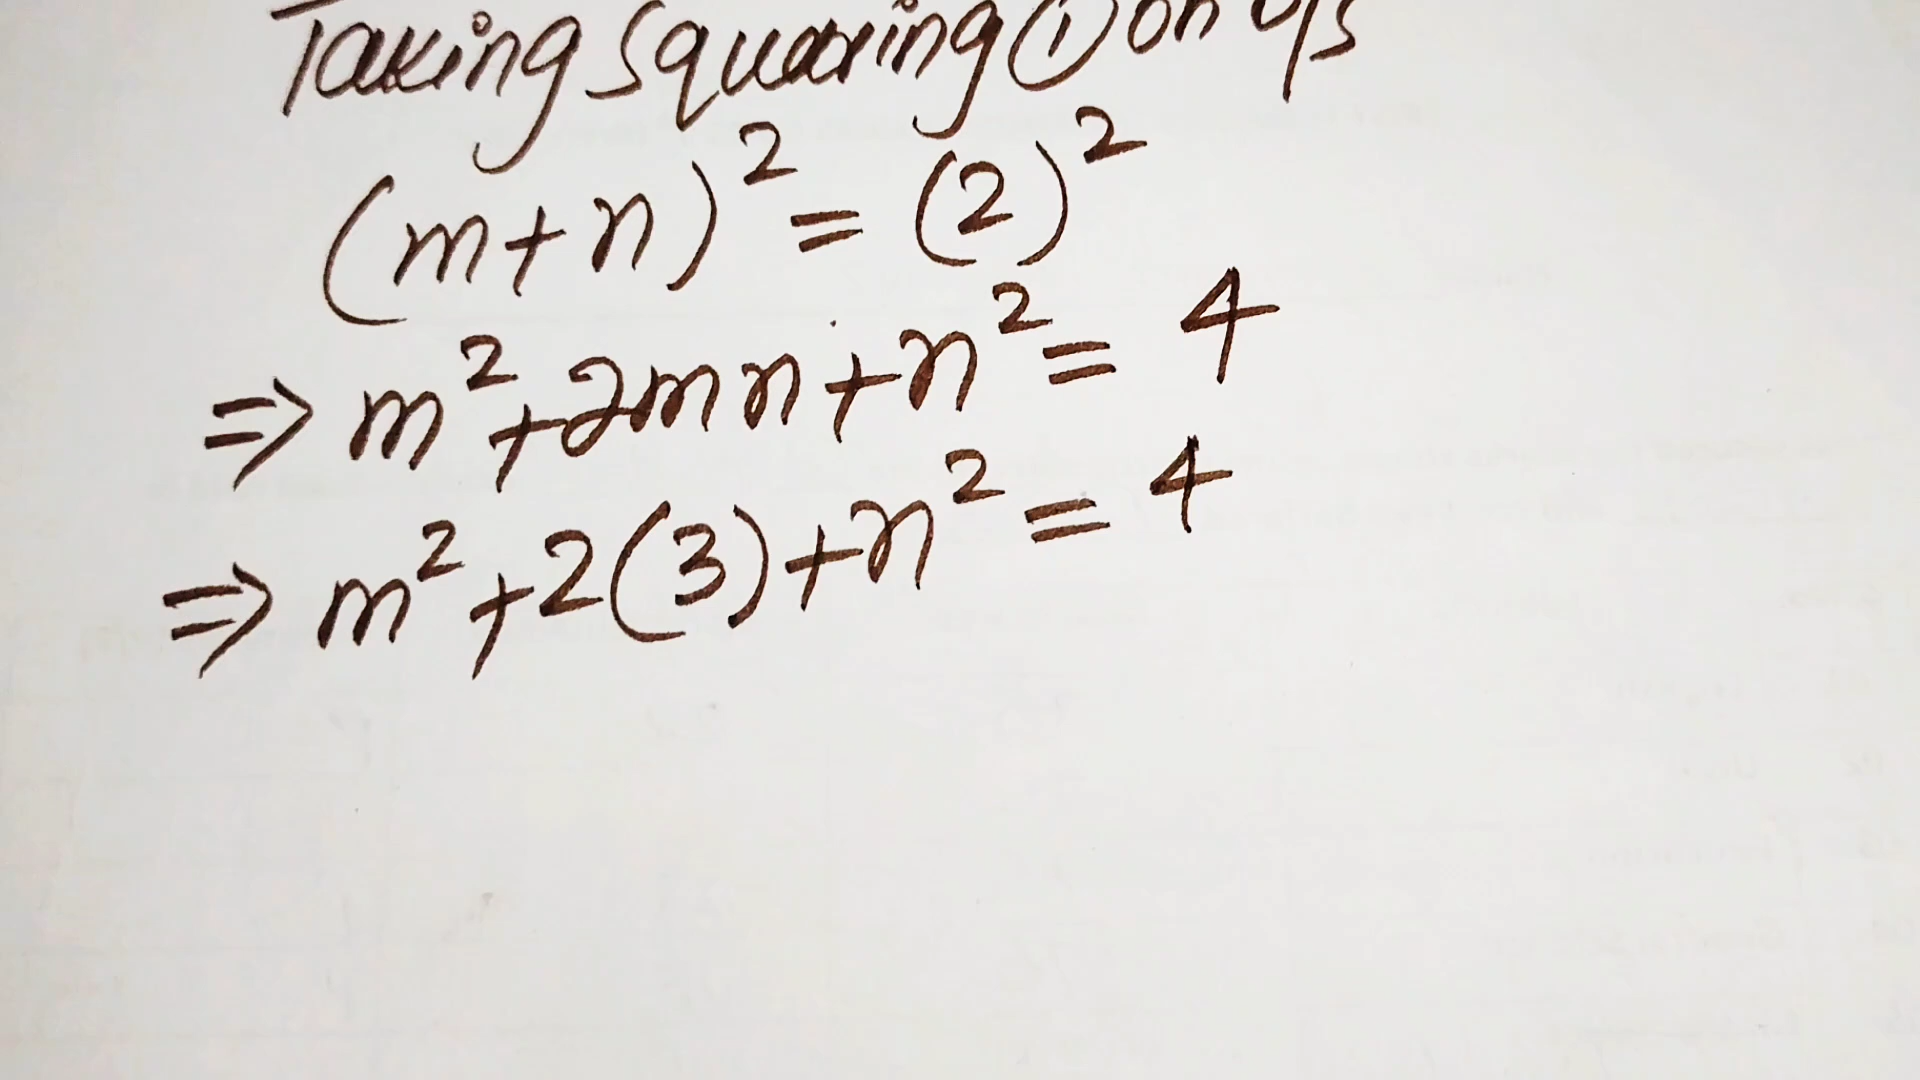 Taking Squaring ① on b/s
(m+n)² = (2)²
⇒ m²+2mn+n² = 4
⇒ m²+2(3)+n² = 4